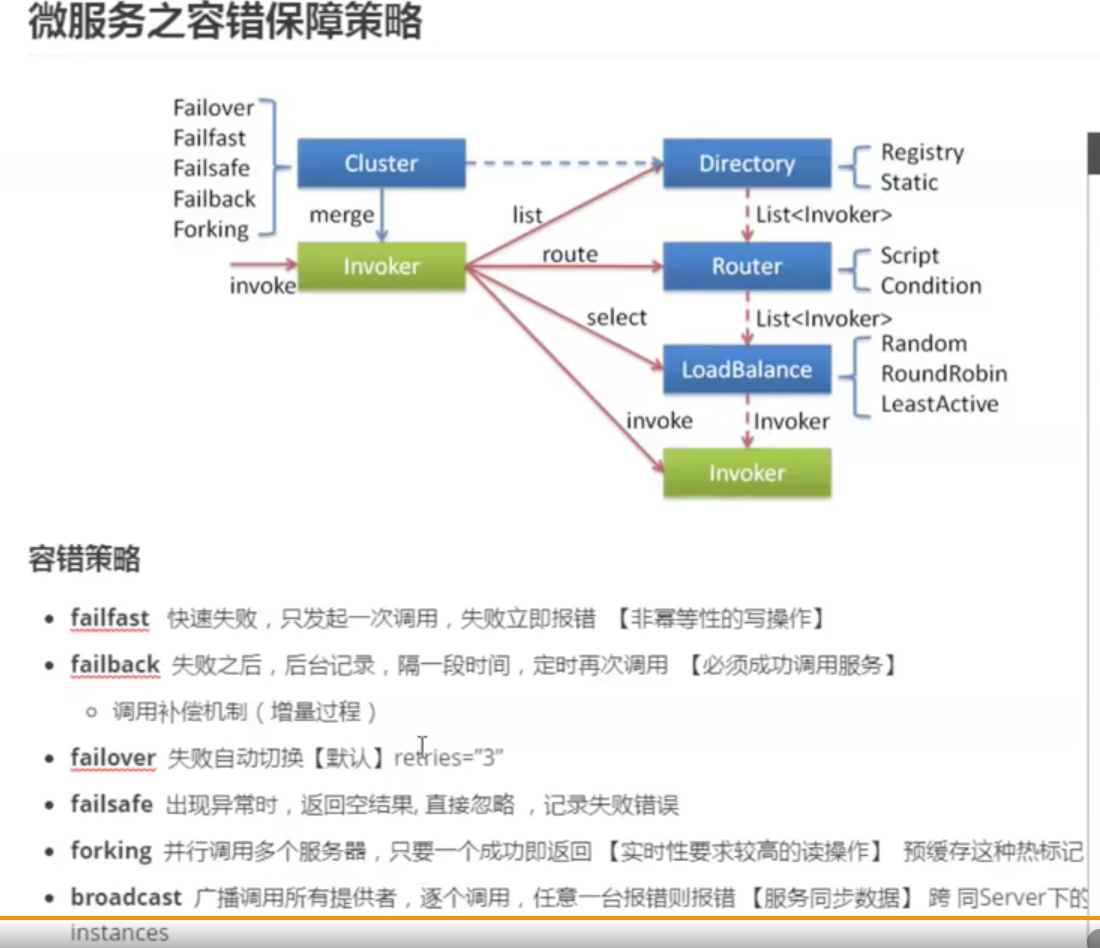 微服务之容错保障策略
Failover
Failfast
Failsafe
Failback
Forking
Cluster
Directory
Registry
Static
merge
list
List<Invoker>
invoke
Invoker
route
Router
Script
Condition
select
List<Invoker>
LoadBalance
Random
RoundRobin
LeastActive
invoke
Invoker
Invoker
容错策略
failfast 快速失败，只发起一次调用，失败立即报错 【非幂等性的写操作】
failback 失败之后，后台记录，隔一段时间，定时再次调用 【必须成功调用服务】
调用补偿机制（增量过程）
failover 失败自动切换【默认】retries="3"
failsafe 出现异常时，返回空结果, 直接忽略 ，记录失败错误
forking 并行调用多个服务器，只要一个成功即返回 【实时性要求较高的读操作】 预缓存这种热标记
broadcast 广播调用所有提供者，逐个调用，任意一台报错则报错 【服务同步数据】 跨 同Server下的
instances